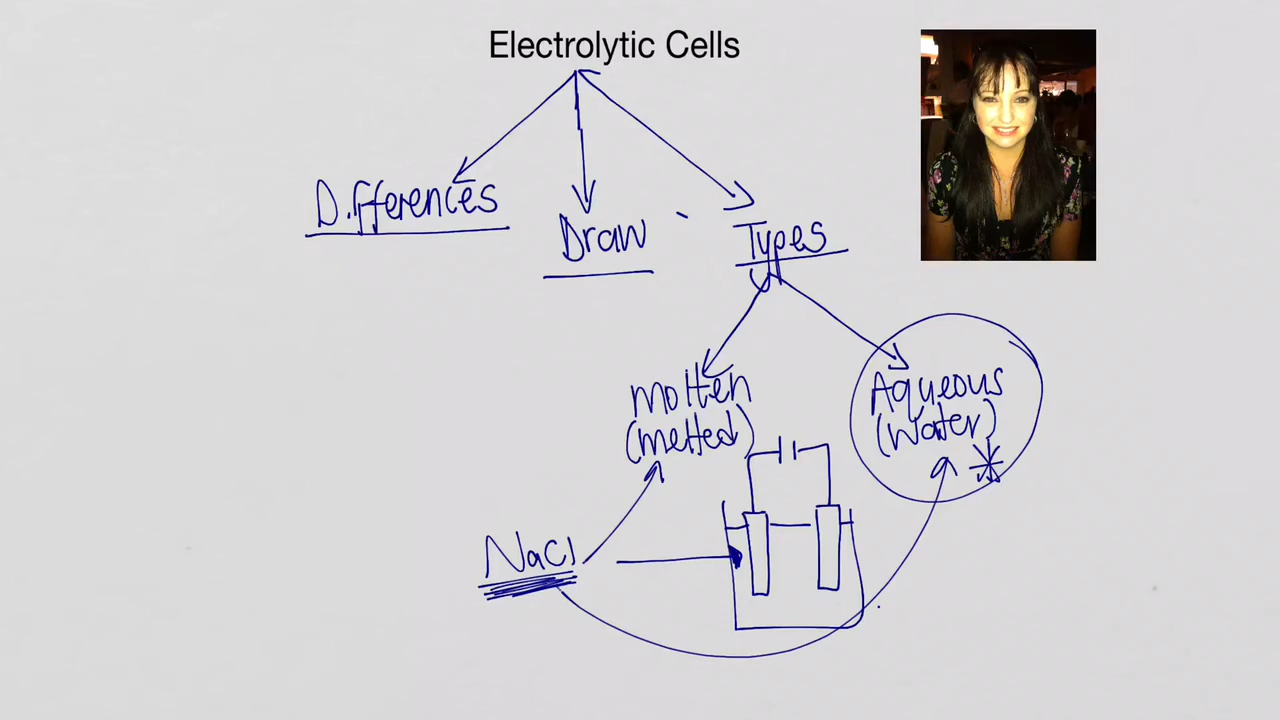 Electrolytic Cells
Differences
Draw
Types
Molten
(melted)
Aqueous
(Water)
NaCl